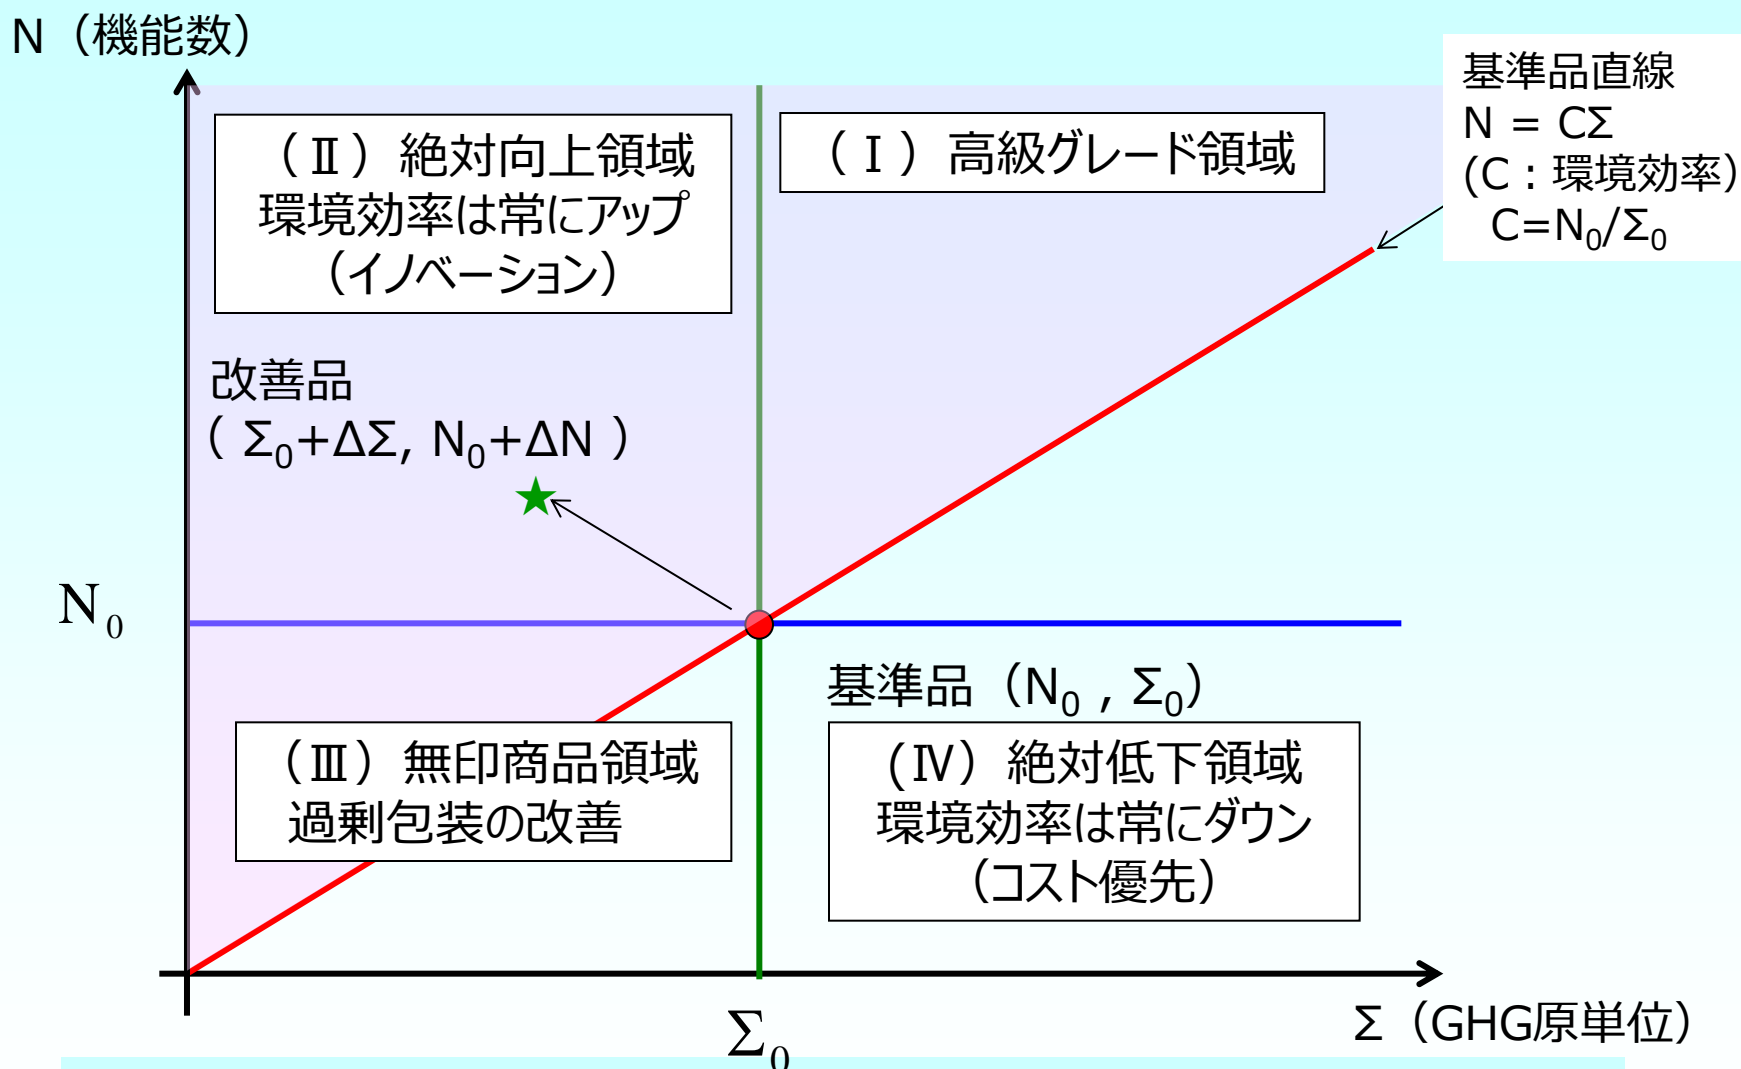 N（機能数）
基準品直線
N = CΣ
(C：環境効率）
C=N₀/Σ₀
（Ⅱ）絶対向上領域
環境効率は常にアップ
（イノベーション）
（Ⅰ）高級グレード領域
改善品
（ Σ₀+ΔΣ, N₀+ΔN ）
N₀
基準品（N₀ , Σ₀）
（Ⅲ）無印商品領域
過剰包装の改善
(Ⅳ）絶対低下領域
環境効率は常にダウン
（コスト優先）
Σ₀
Σ（GHG原単位）